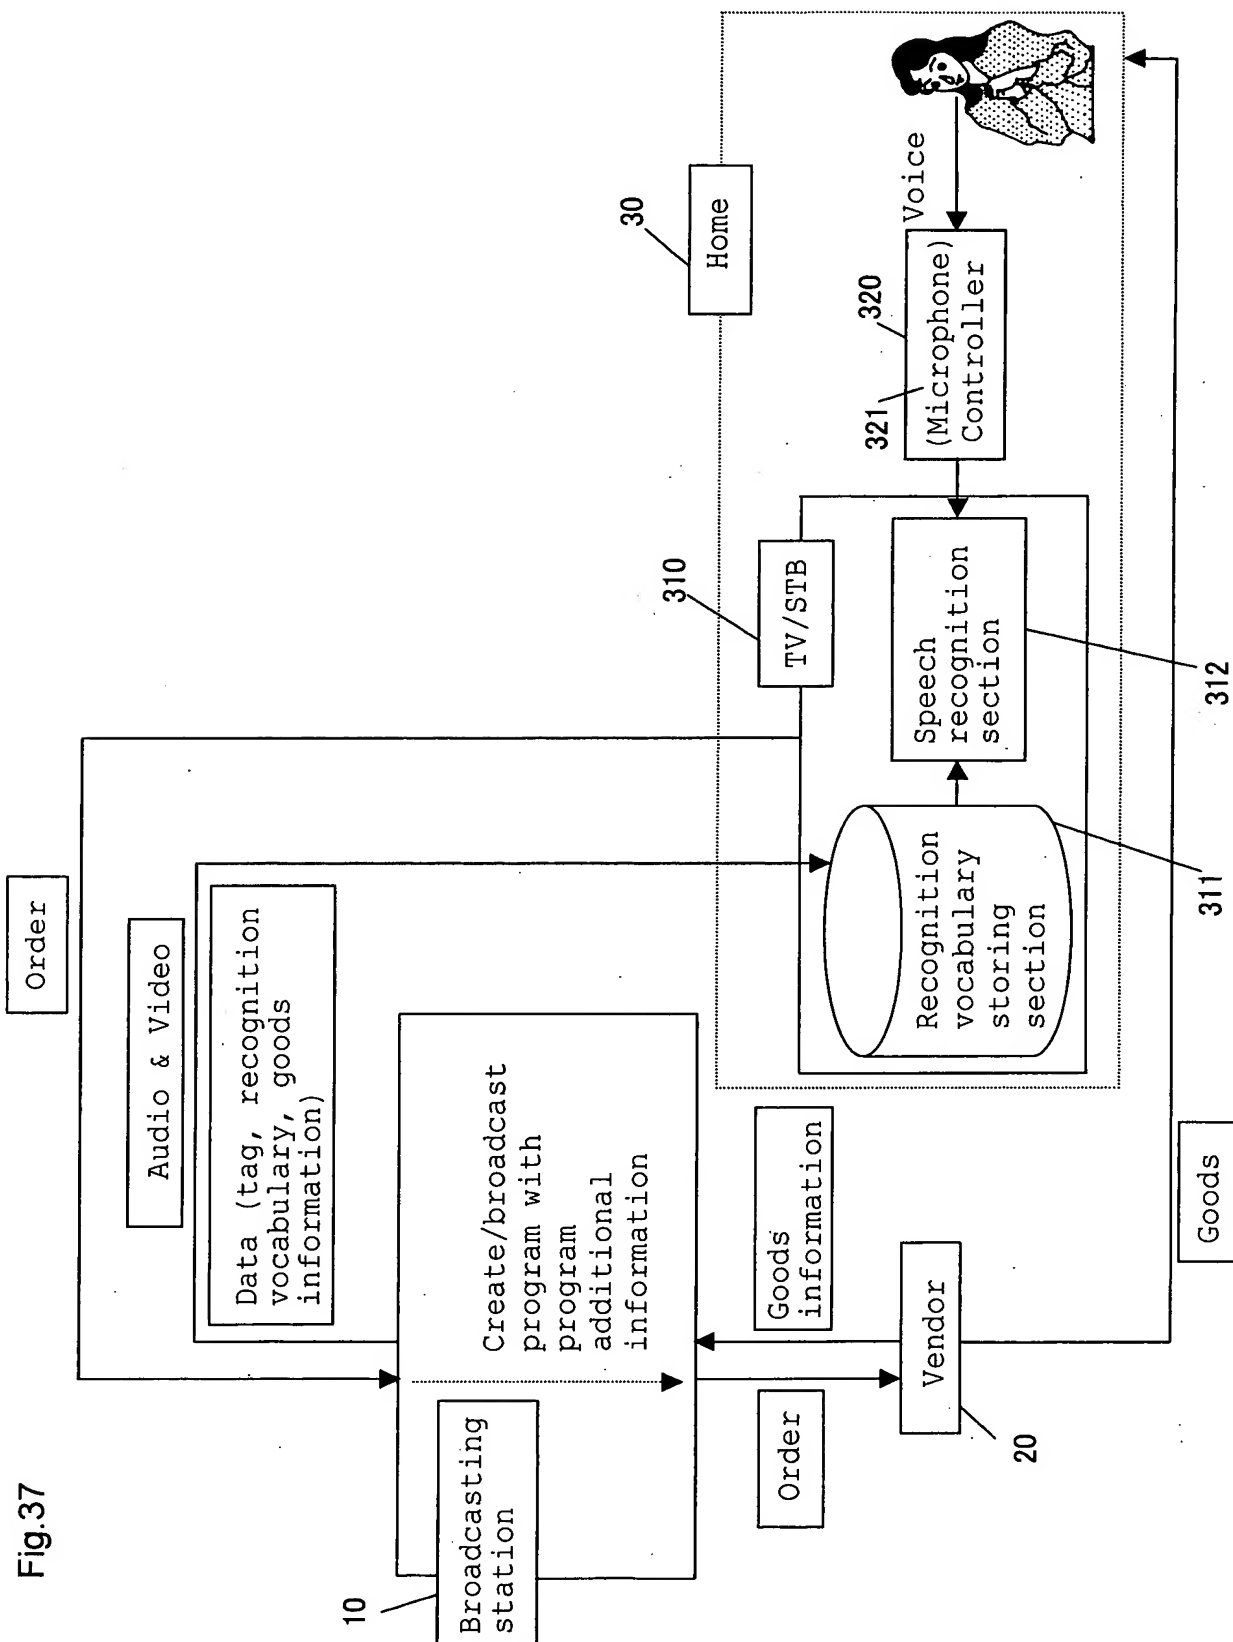 Fig.37
Order
Audio & Video
Data (tag, recognition
vocabulary, goods
information)
10
Broadcasting
station
Create/broadcast
program with
program
additional
information
Order
Goods
information
20
Vendor
Goods
30
Home
310
TV/STB
Recognition
vocabulary
storing
section
311
Speech
recognition
section
312
320
321
(Microphone)
Controller
Voice